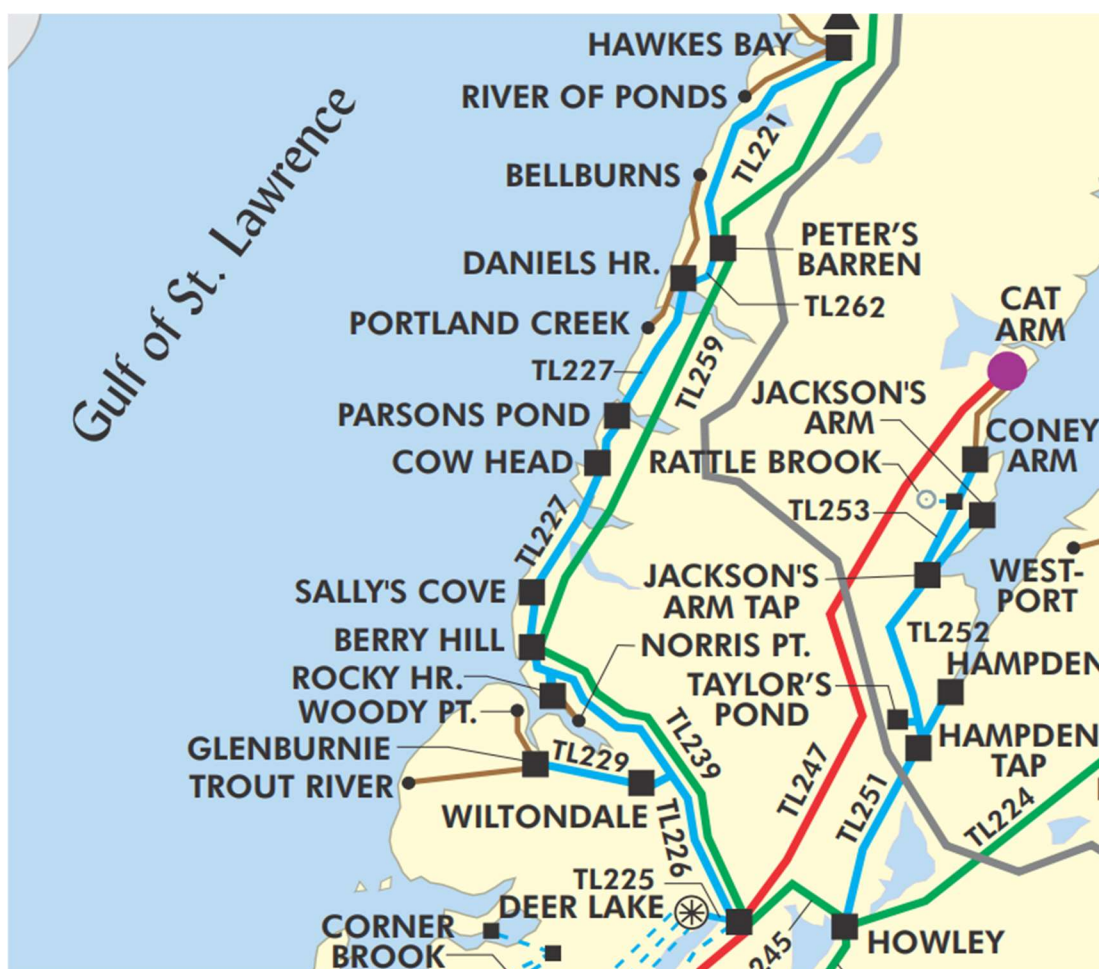 HAWKES BAY
RIVER OF PONDS
TL221
BELLBURNS
Gulf of St. Lawrence
PETER'S
BARREN
DANIELS HR.
TL262
CAT
ARM
PORTLAND CREEK
TL227
TL259
JACKSON'S
ARM
PARSONS POND
CONEY
ARM
COW HEAD
RATTLE BROOK
TL253
TL227
WEST-
PORT
JACKSON'S
ARM TAP
SALLY'S COVE
TL252
BERRY HILL
NORRIS PT.
HAMPDEN
ROCKY HR.
TAYLOR'S
POND
WOODY PT.
GLENBURNIE
TL229
TL239
HAMPDEN
TAP
TROUT RIVER
TL247
TL251
WILTONDALE
TL226
TL224
TL225
DEER LAKE
CORNER
BROOK
245
HOWLEY